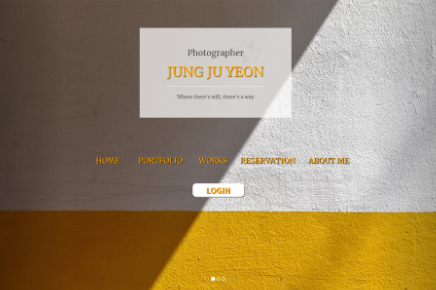 Photographer
JUNG JU YEON
Where there's will, there's a way
HOME PORTFOLIO WORKS RESERVATION ABOUT ME
LOGIN